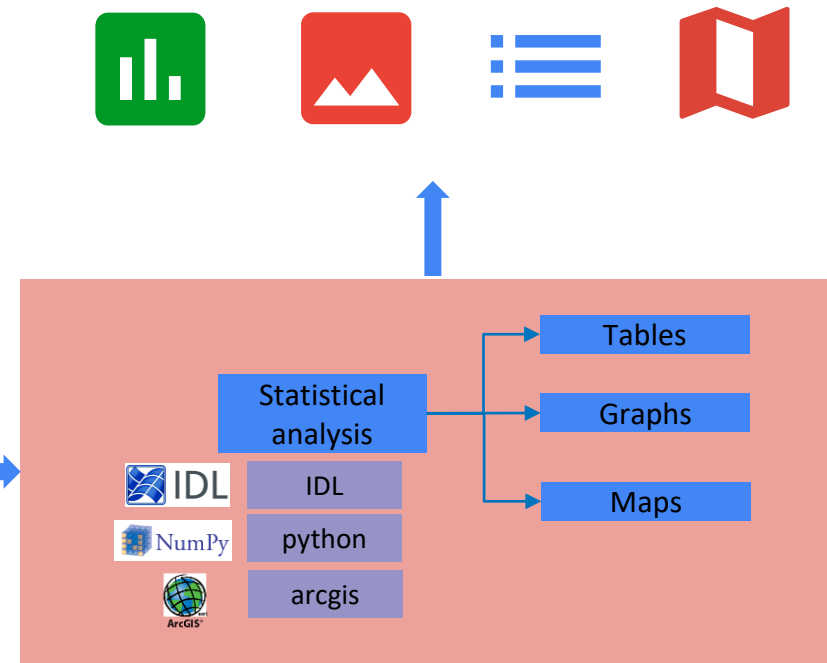 Tables
Statistical
analysis
Graphs
IDL
IDL
Maps
NumPy
python
ArcGIS®
arcgis